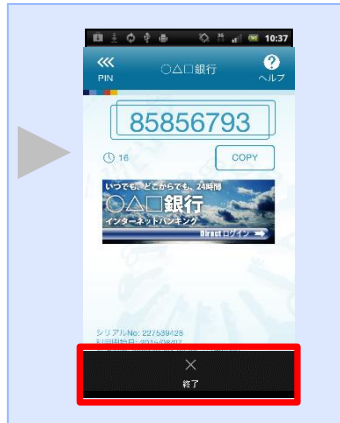 10:37
PIN
○△□銀行
ヘルプ
85856793
16
COPY
いつでも、どこからでも、24時間
○△□銀行
インターネットバンキング
Direct ログイン
シリアルNo: 227539428
終了